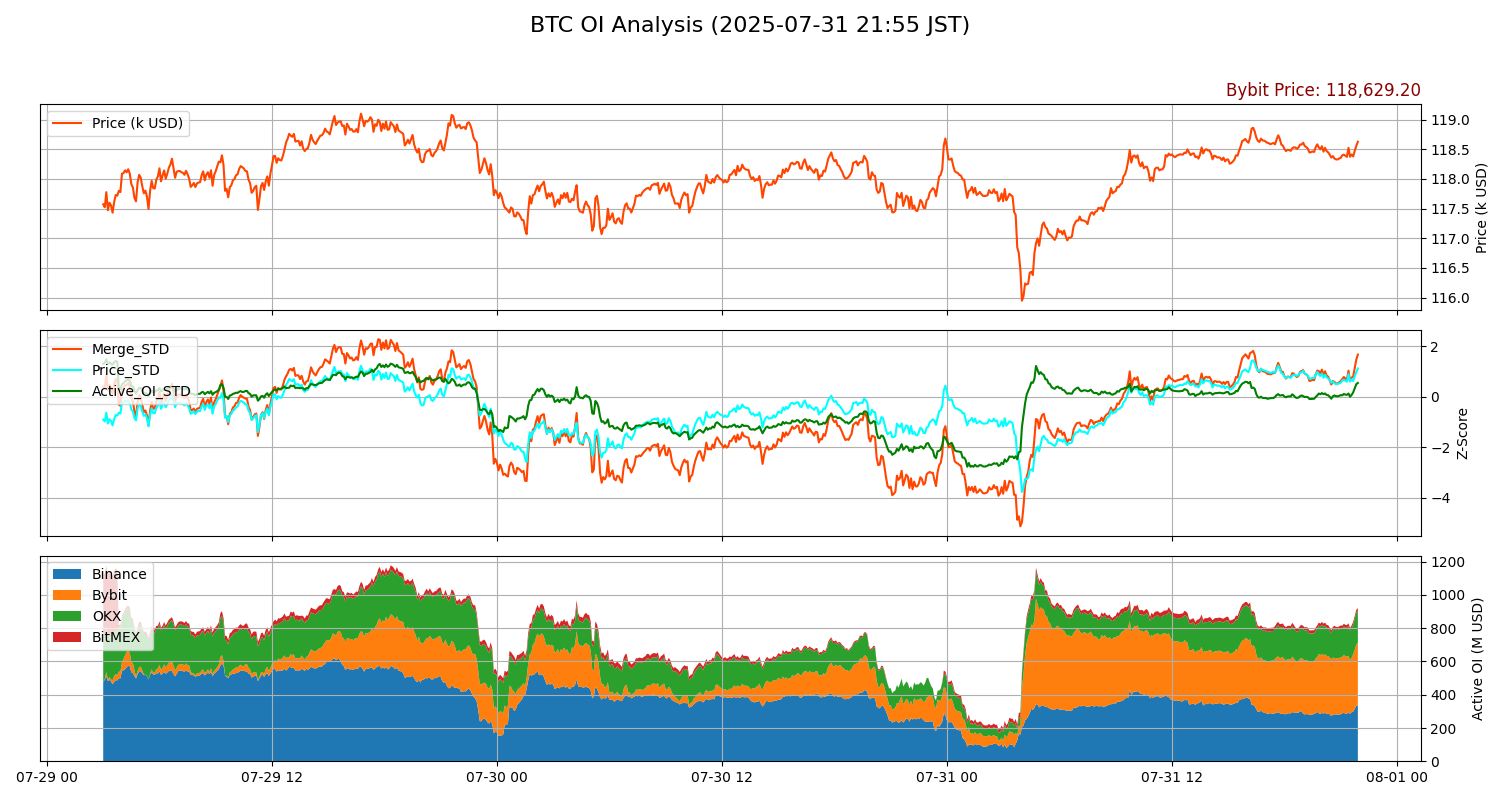 BTC OI Analysis (2025-07-31 21:55 JST)
Bybit Price: 118,629.20
Price (k USD)
119.0
118.5
118.0
117.5
117.0
116.5
116.0
Price (k USD)
Merge_STD
Price_STD
Active_OI_STD
2
0
−2
−4
Z-Score
Binance
Bybit
OKX
BitMEX
1200
1000
800
600
400
200
0
Active OI (M USD)
07-29 00
07-29 12
07-30 00
07-30 12
07-31 00
07-31 12
08-01 00